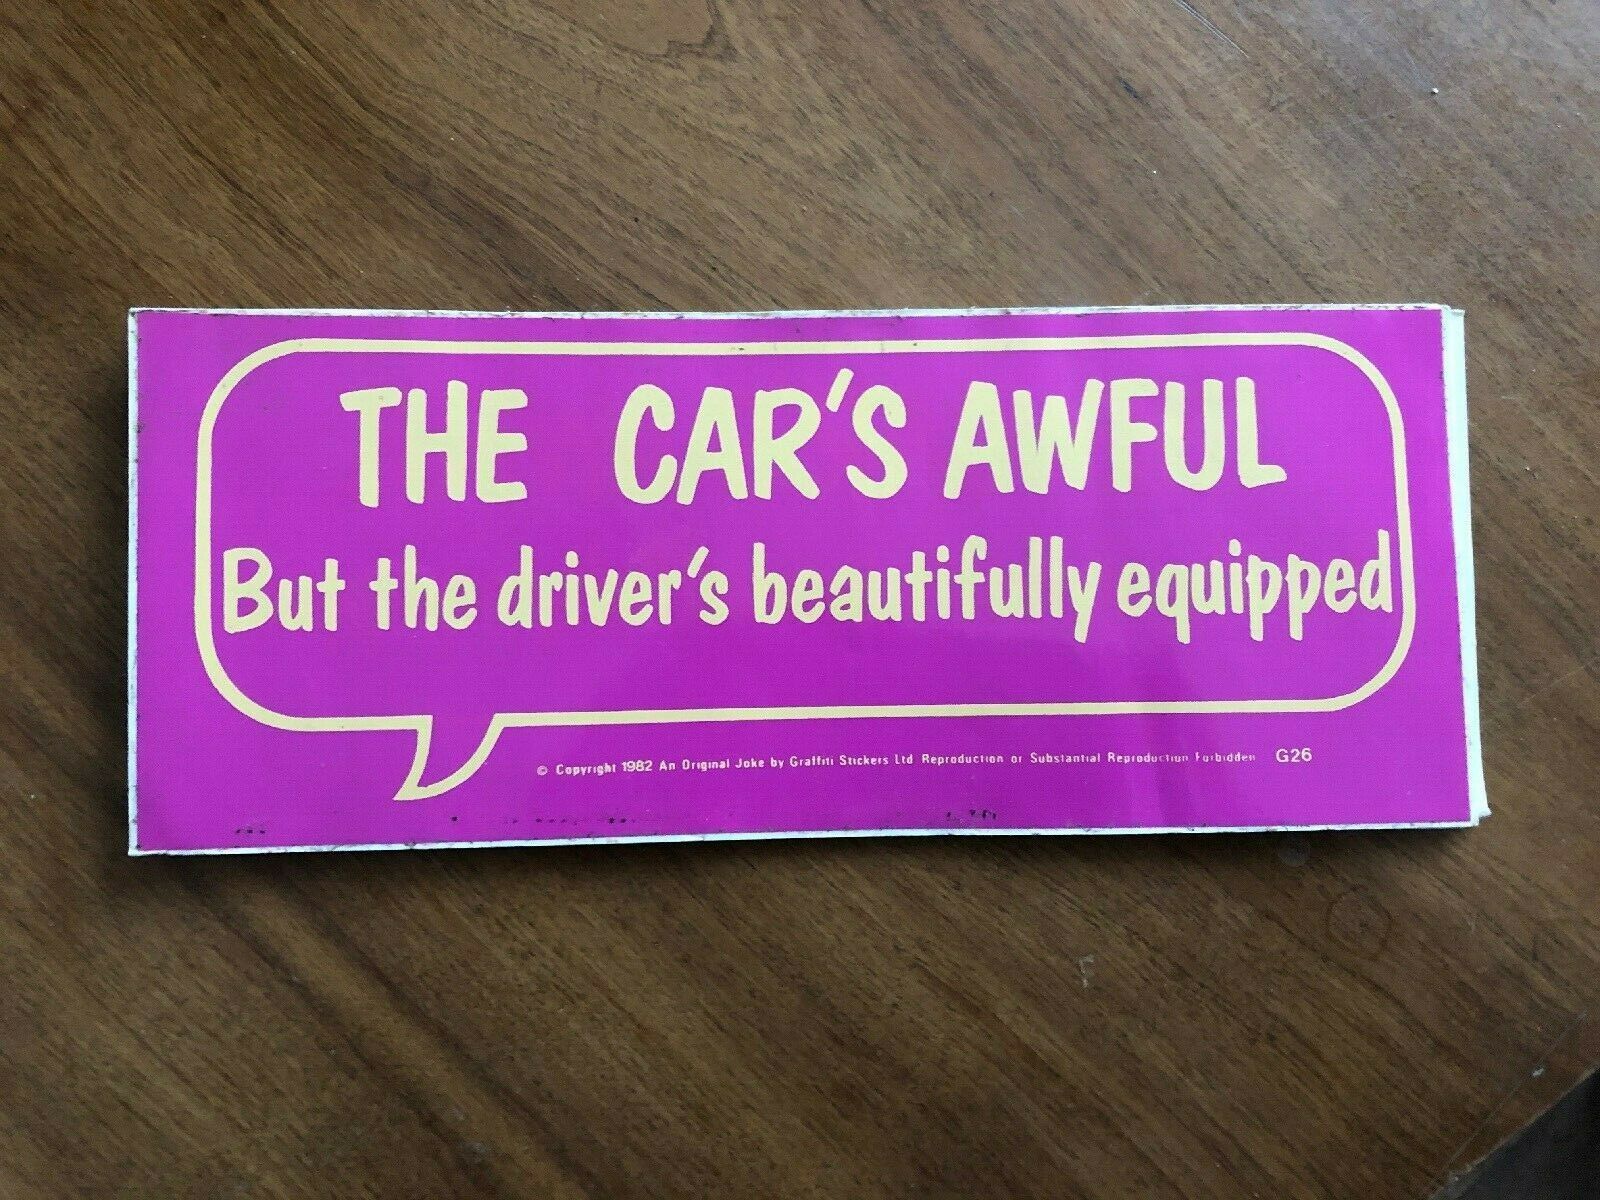 THE CAR'S AWFUL
But the driver's beautifully equipped
© Copyright 1982 An Original Joke by Graffiti Stickers Ltd Reproduction or Substantial Reproduction Forbidden G26